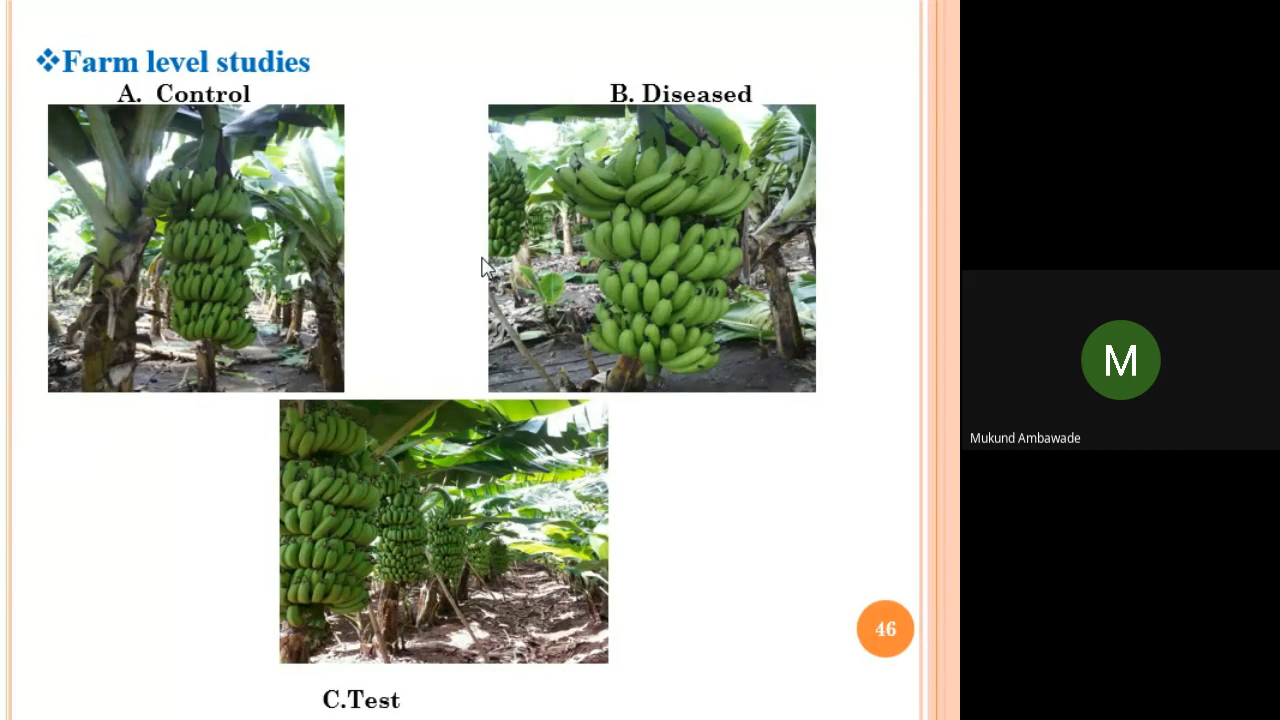 ❖Farm level studies
A. Control
B. Diseased
C.Test
46
M
Mukund Ambawade